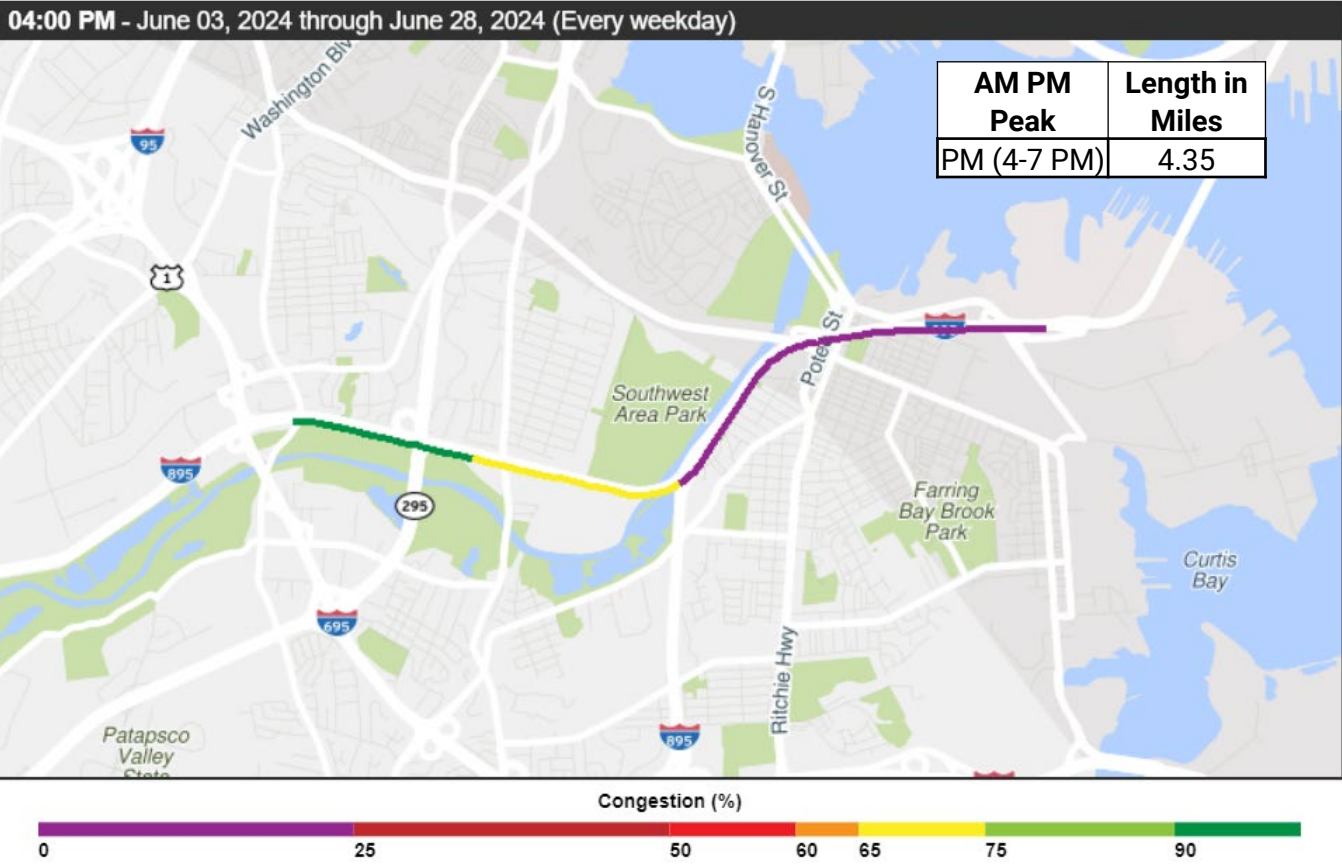 04:00 PM - June 03, 2024 through June 28, 2024 (Every weekday)
AM PM Peak
Length in Miles
PM (4-7 PM)
4.35
Washington Blv
S Hanover St
95
1
Potee St
Southwest
Area Park
895
295
Farring
Bay Brook
Park
Curtis
Bay
695
Ritchie Hwy
895
Patapsco
Valley
State
Congestion (%)
0
25
50
60
65
75
90